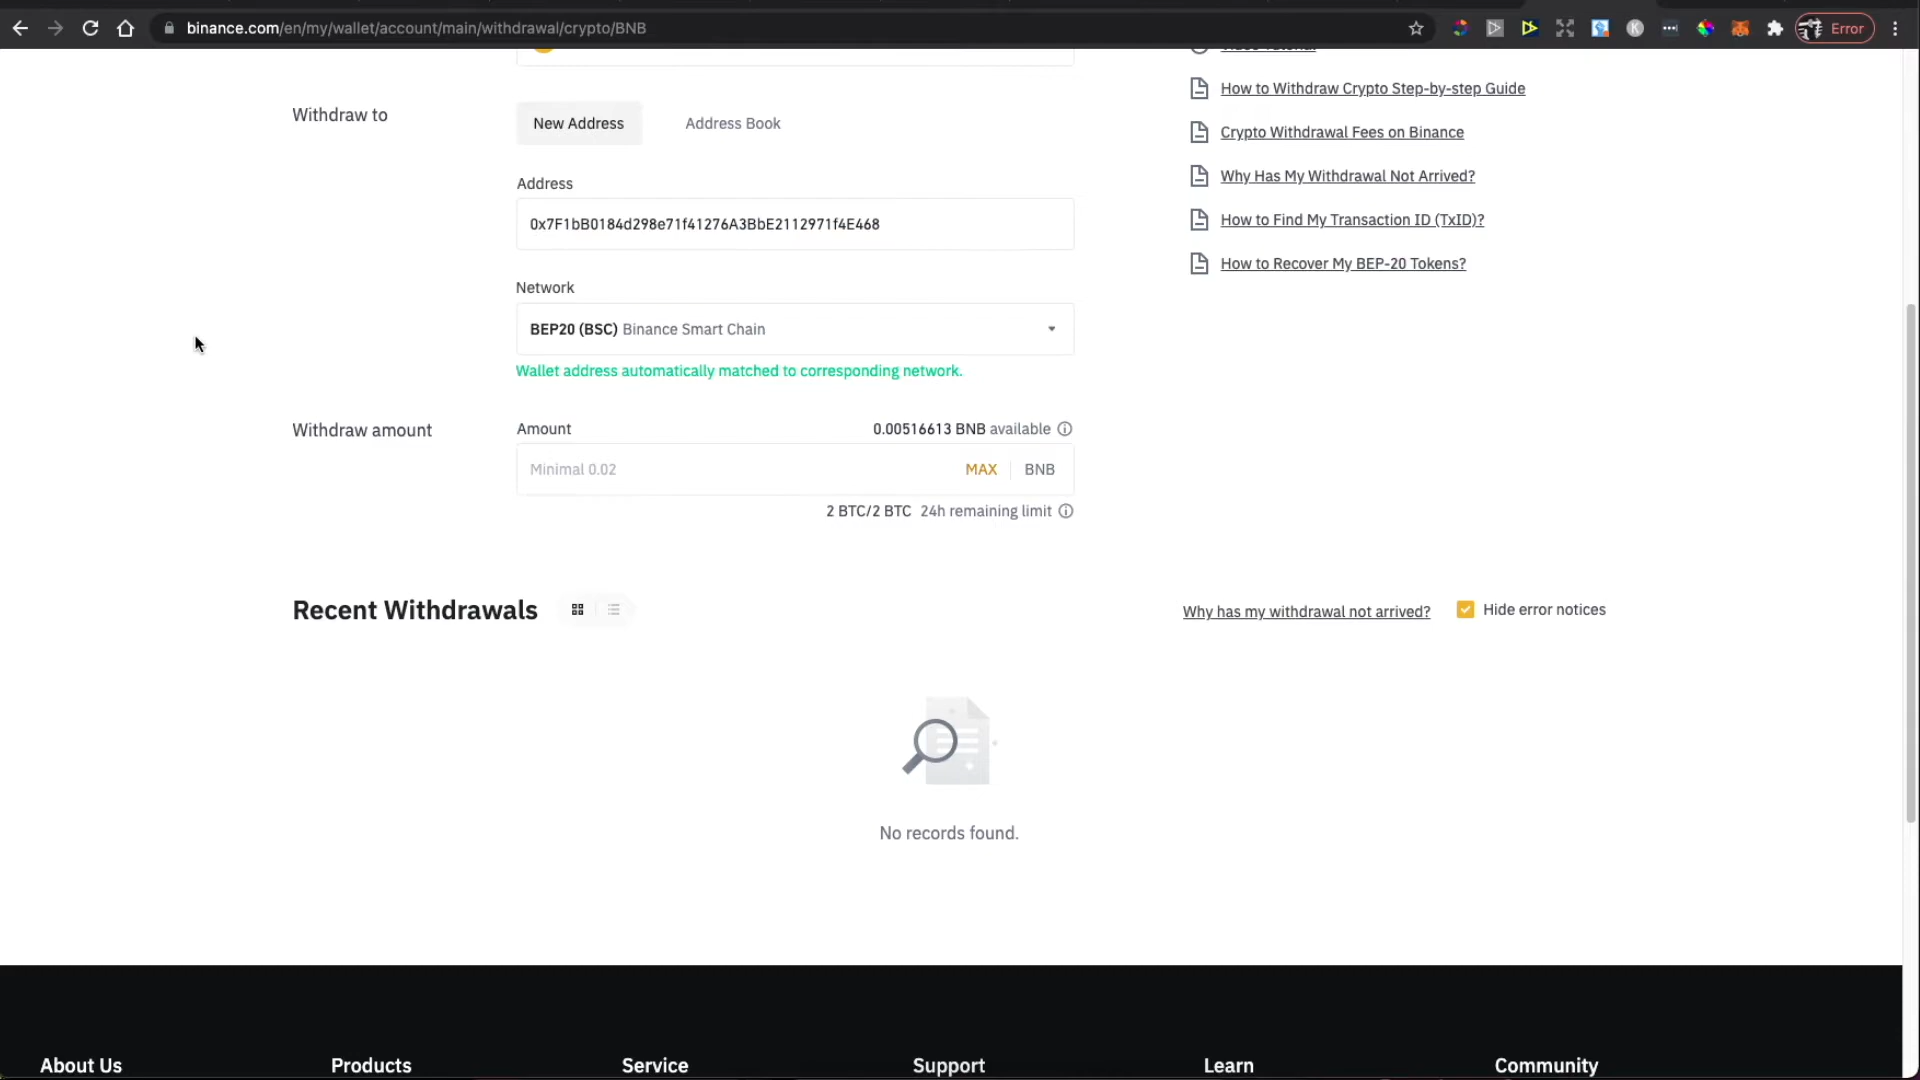 binance.com/en/my/wallet/account/main/withdrawal/crypto/BNB
Error
How to Withdraw Crypto Step-by-step Guide
Withdraw to
New Address
Address Book
Crypto Withdrawal Fees on Binance
Address
Why Has My Withdrawal Not Arrived?
0x7F1bB0184d298e71f41276A3BbE2112971f4E468
How to Find My Transaction ID (TxID)?
How to Recover My BEP-20 Tokens?
Network
BEP20 (BSC) Binance Smart Chain
Wallet address automatically matched to corresponding network.
Withdraw amount
Amount
0.00516613 BNB available
Minimal 0.02
MAX
BNB
2 BTC/2 BTC 24h remaining limit
Recent Withdrawals
Why has my withdrawal not arrived?
Hide error notices
No records found.
About Us
Products
Service
Support
Learn
Community